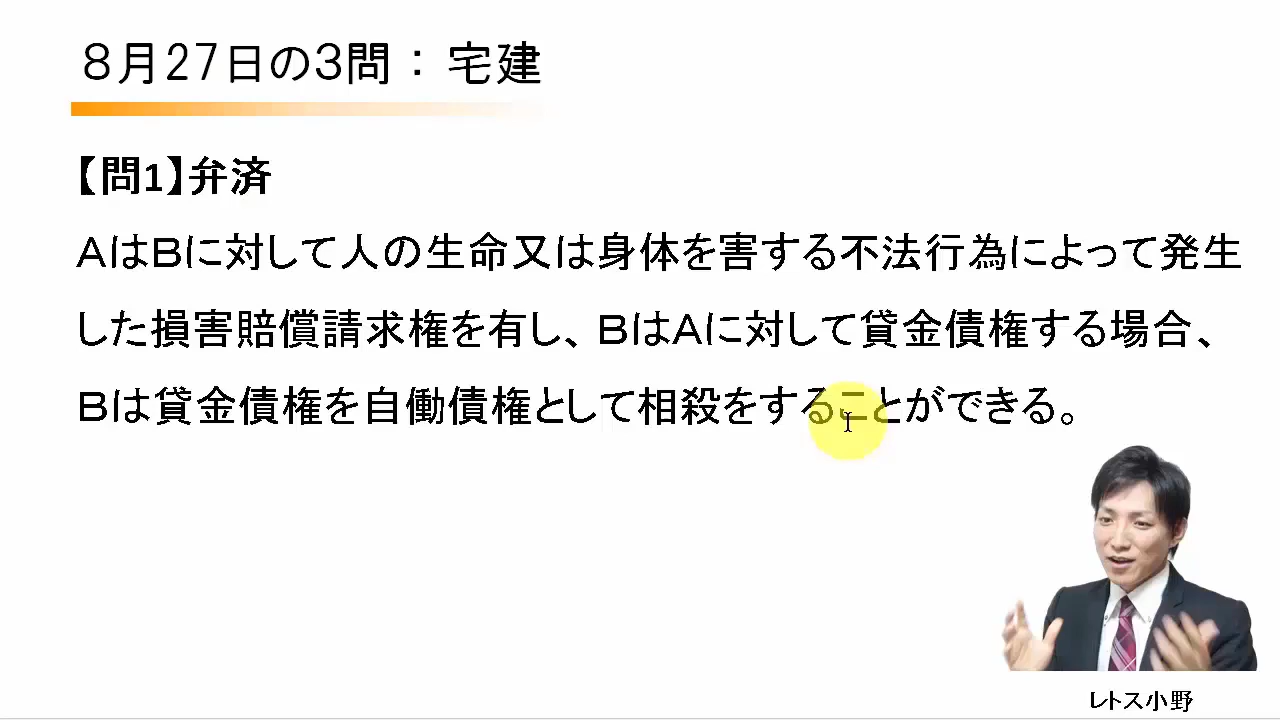 8月27日の3問：宅建
【問1】弁済
AはBに対して人の生命又は身体を害する不法行為によって発生
した損害賠償請求権を有し、BはAに対して貸金債権する場合、
Bは貸金債権を自働債権として相殺をすることができる。
レトス小野